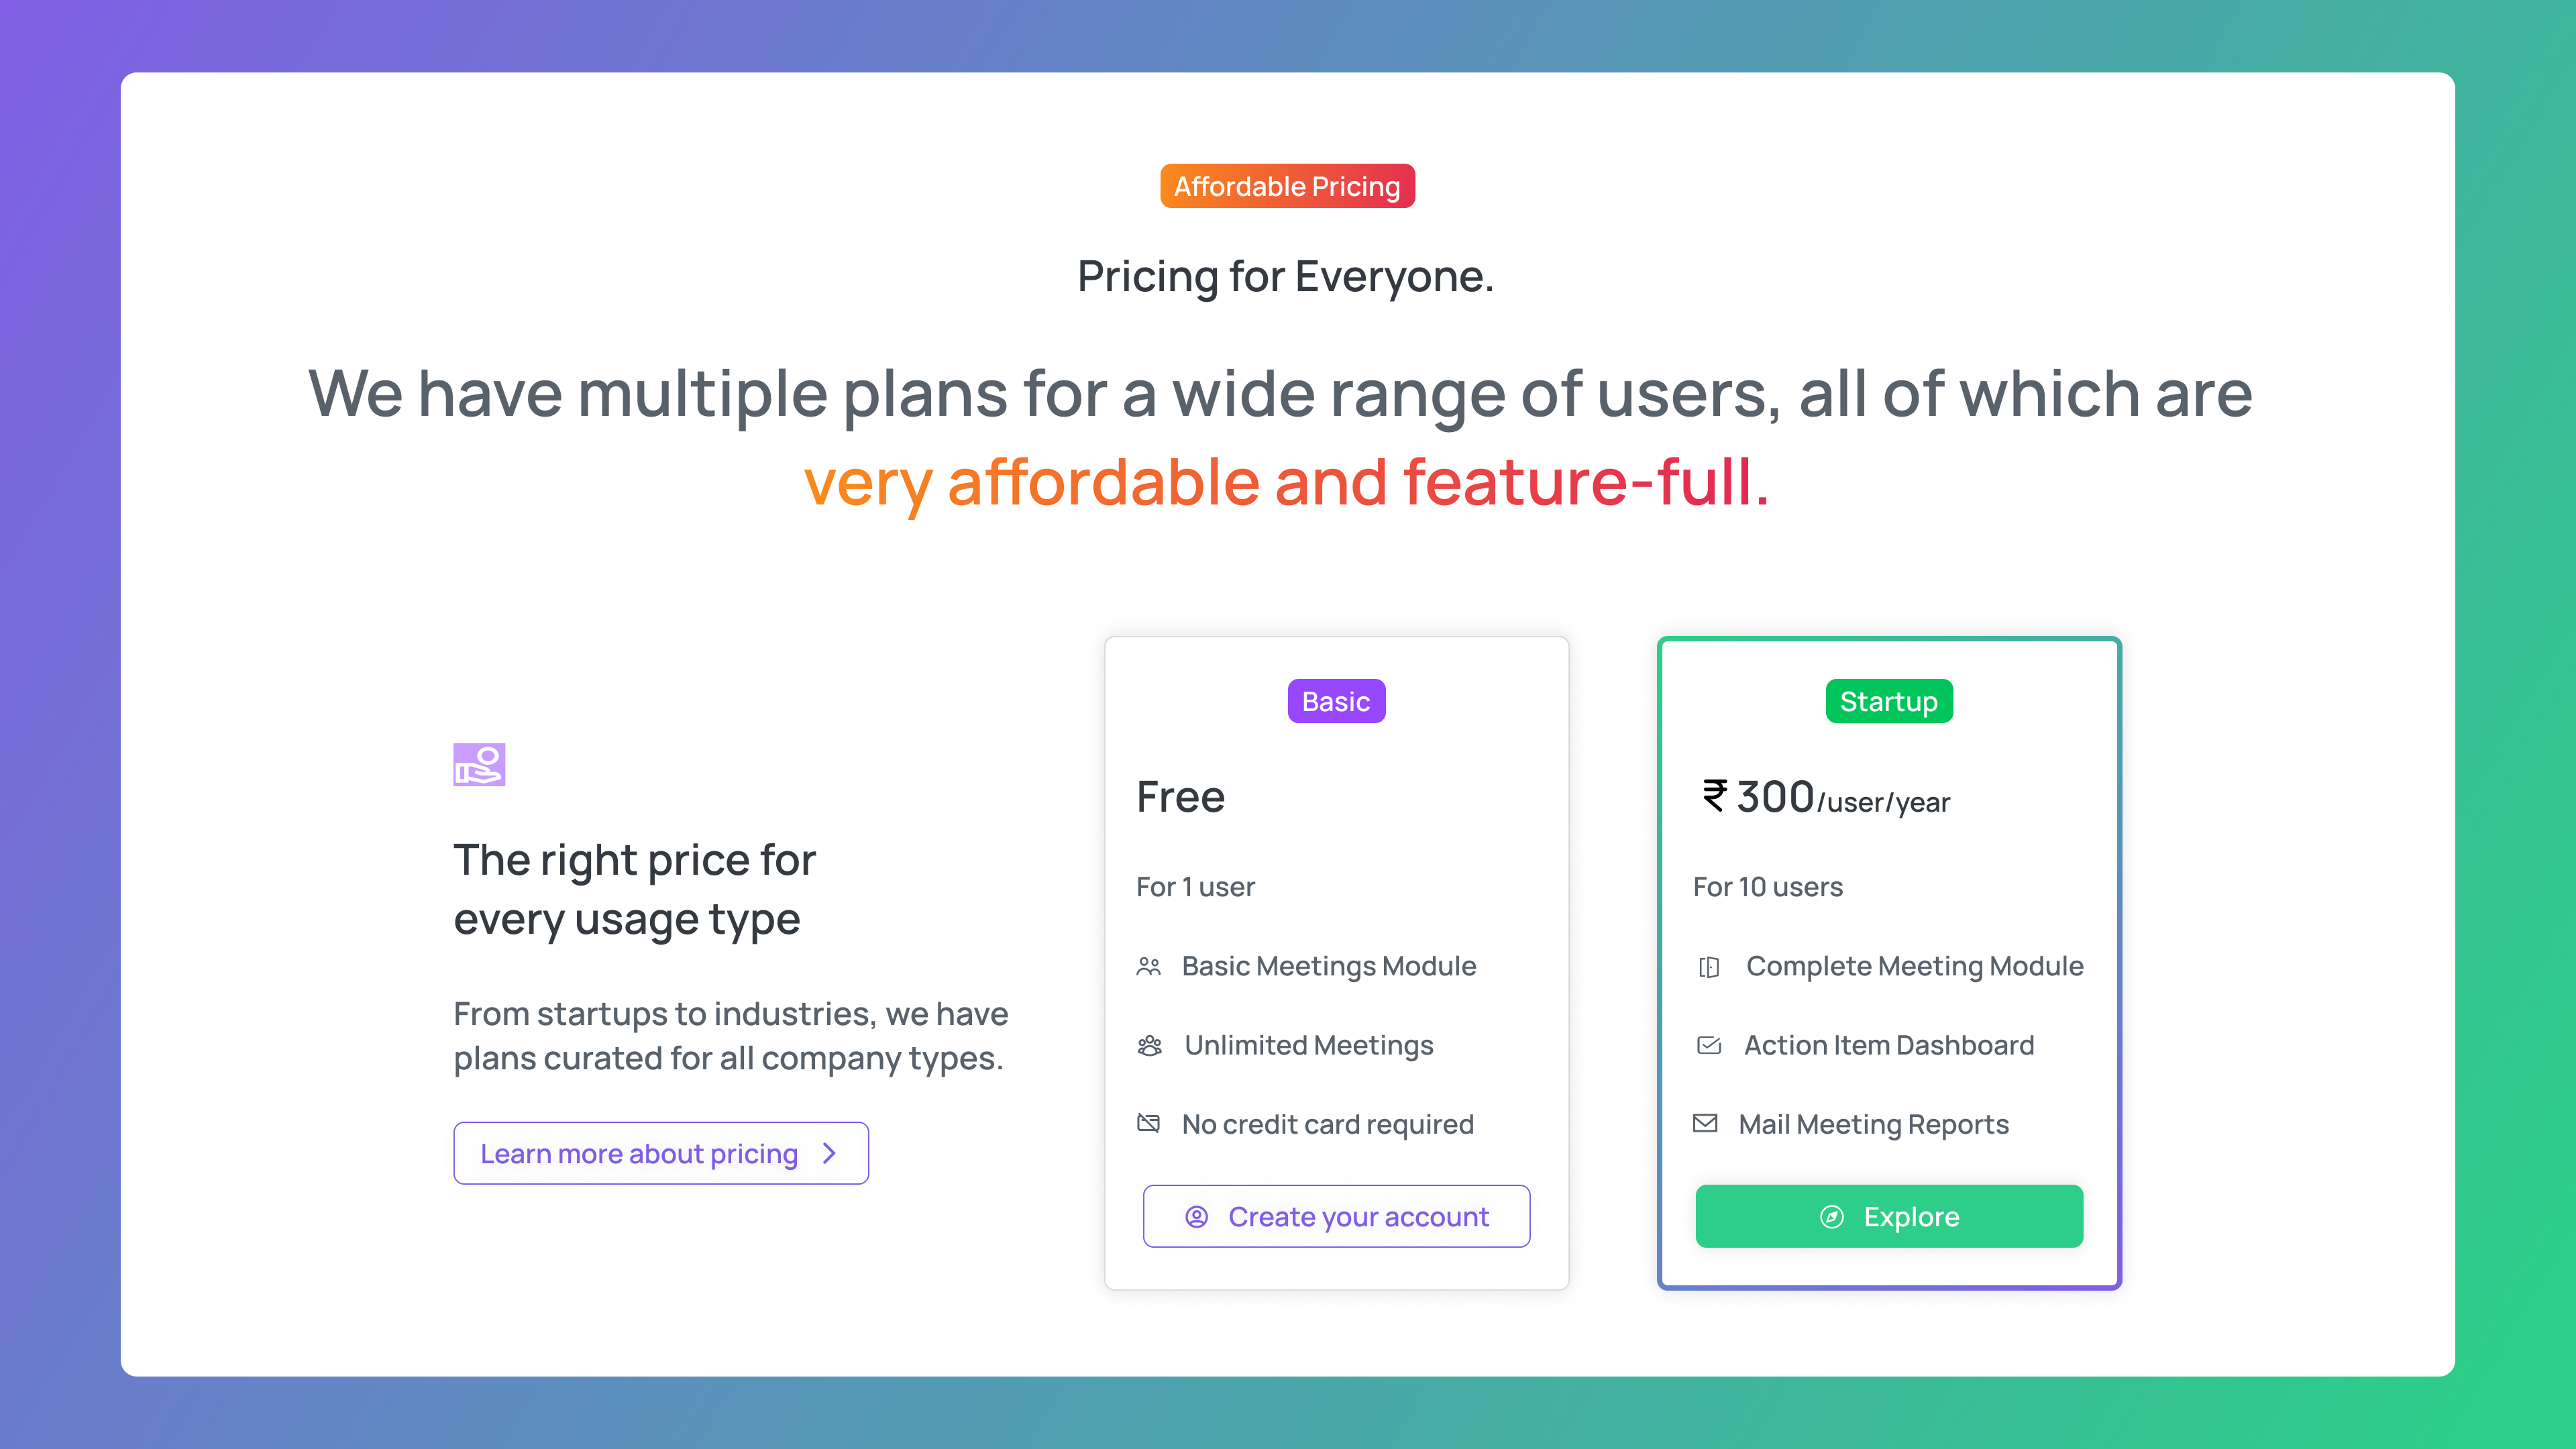 Affordable Pricing
Pricing for Everyone.
We have multiple plans for a wide range of users, all of which are
very affordable and feature-full.
The right price for
every usage type
From startups to industries, we have
plans curated for all company types.
Learn more about pricing
Basic
Free
For 1 user
Basic Meetings Module
Unlimited Meetings
No credit card required
Create your account
Startup
₹ 300/user/year
For 10 users
Complete Meeting Module
Action Item Dashboard
Mail Meeting Reports
Explore